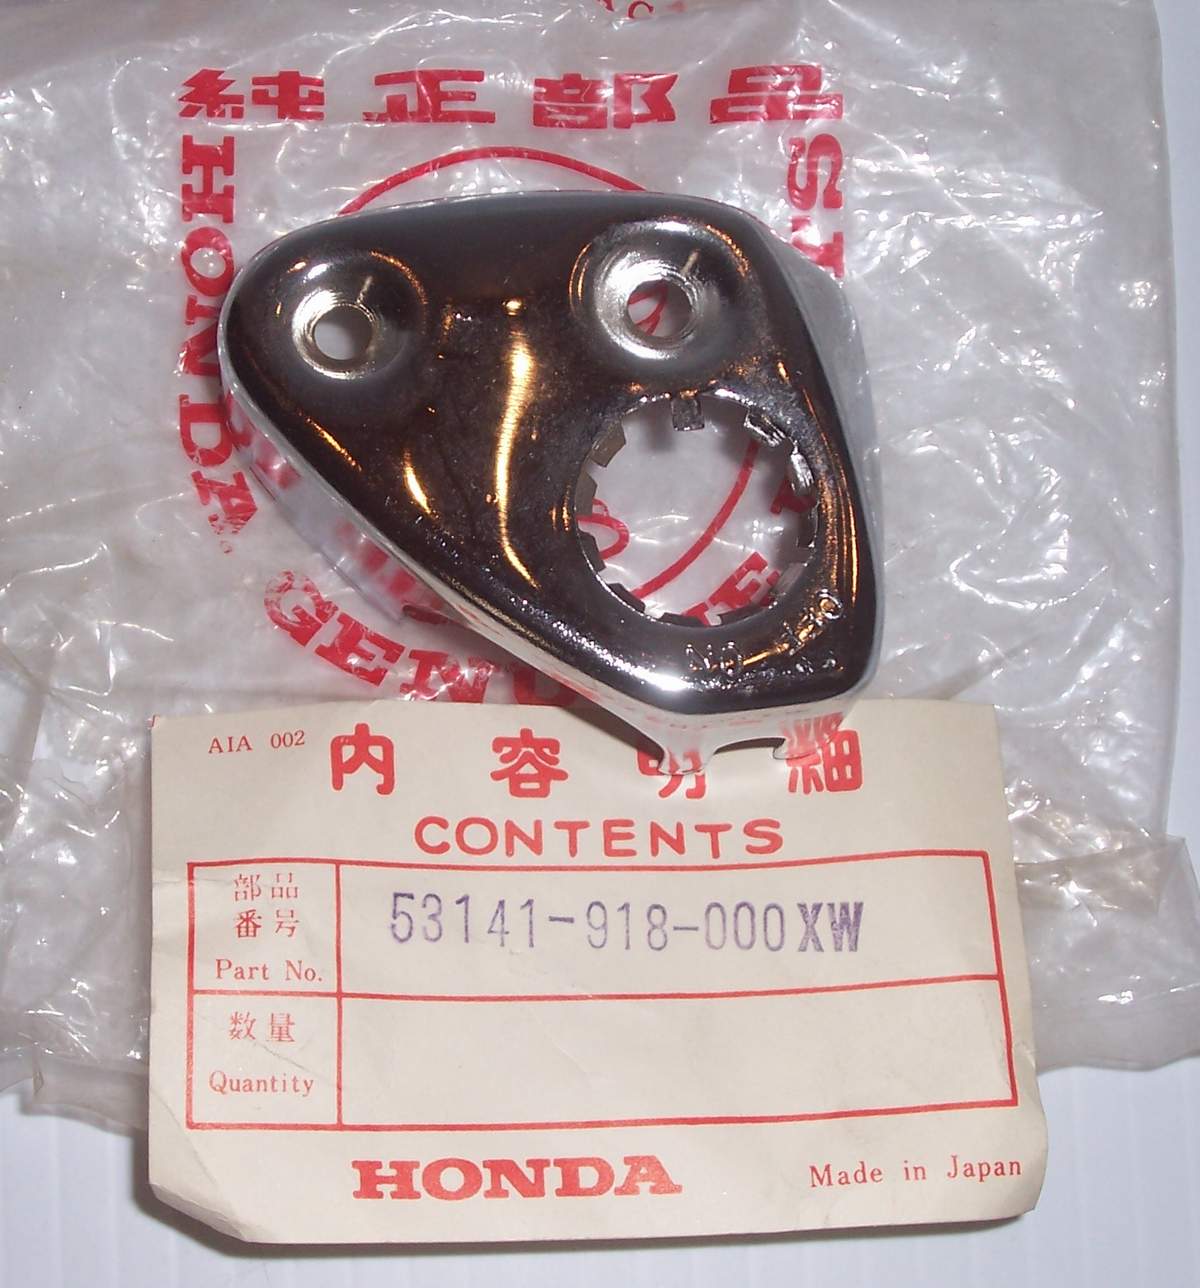 純正部品
HONDA
GENU
AIA 002
内容明細
CONTENTS
部品
番号
Part No.
53141-918-000XW
数量
Quantity
HONDA
Made in Japan